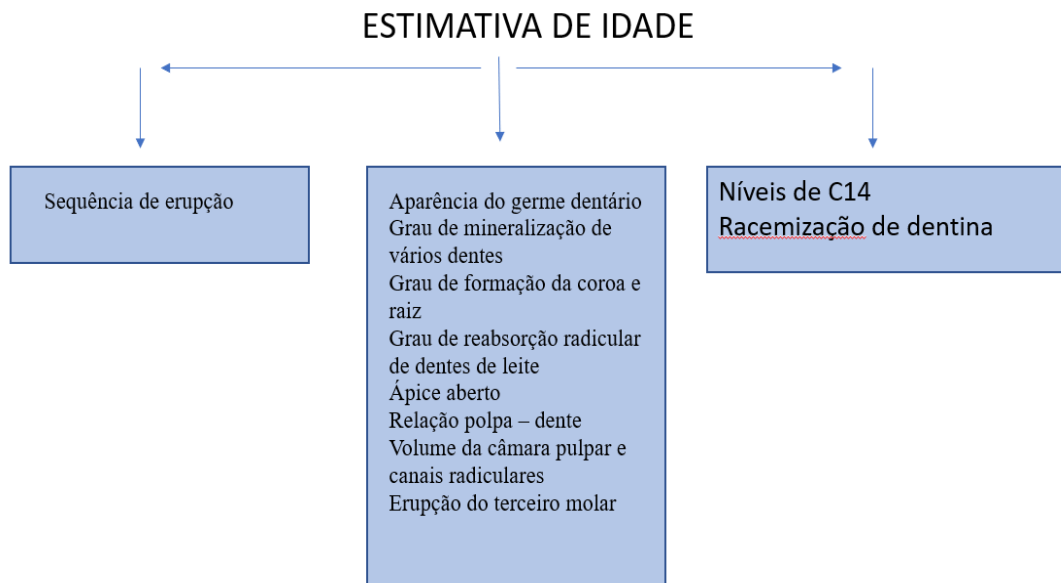 ESTIMATIVA DE IDADE
Sequência de erupção
Aparência do germe dentário
Grau de mineralização de
vários dentes
Grau de formação da coroa e
raiz
Grau de reabsorção radicular
de dentes de leite
Ápice aberto
Relação polpa – dente
Volume da câmara pulpar e
canais radiculares
Erupção do terceiro molar
Níveis de C14
Racemização de dentina